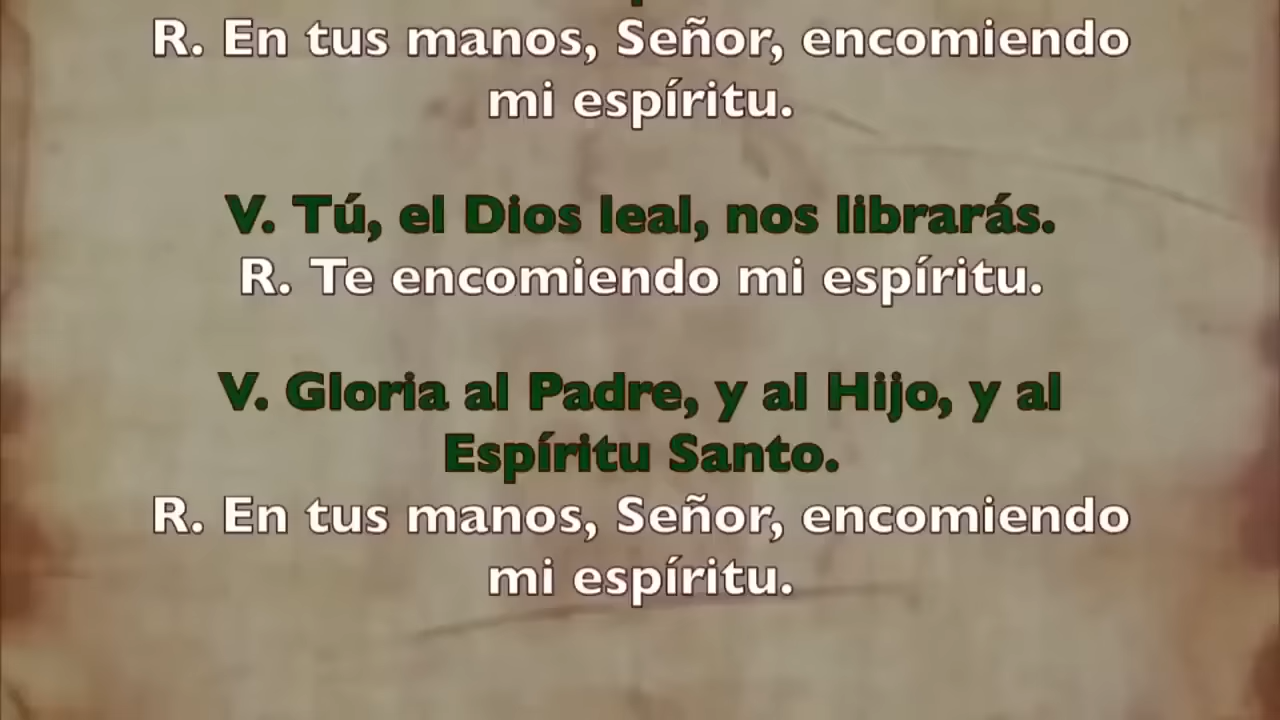 R. En tus manos, Señor, encomiendo
mi espíritu.
V. Tú, el Dios leal, nos librarás.
R. Te encomiendo mi espíritu.
V. Gloria al Padre, y al Hijo, y al
Espíritu Santo.
R. En tus manos, Señor, encomiendo
mi espíritu.